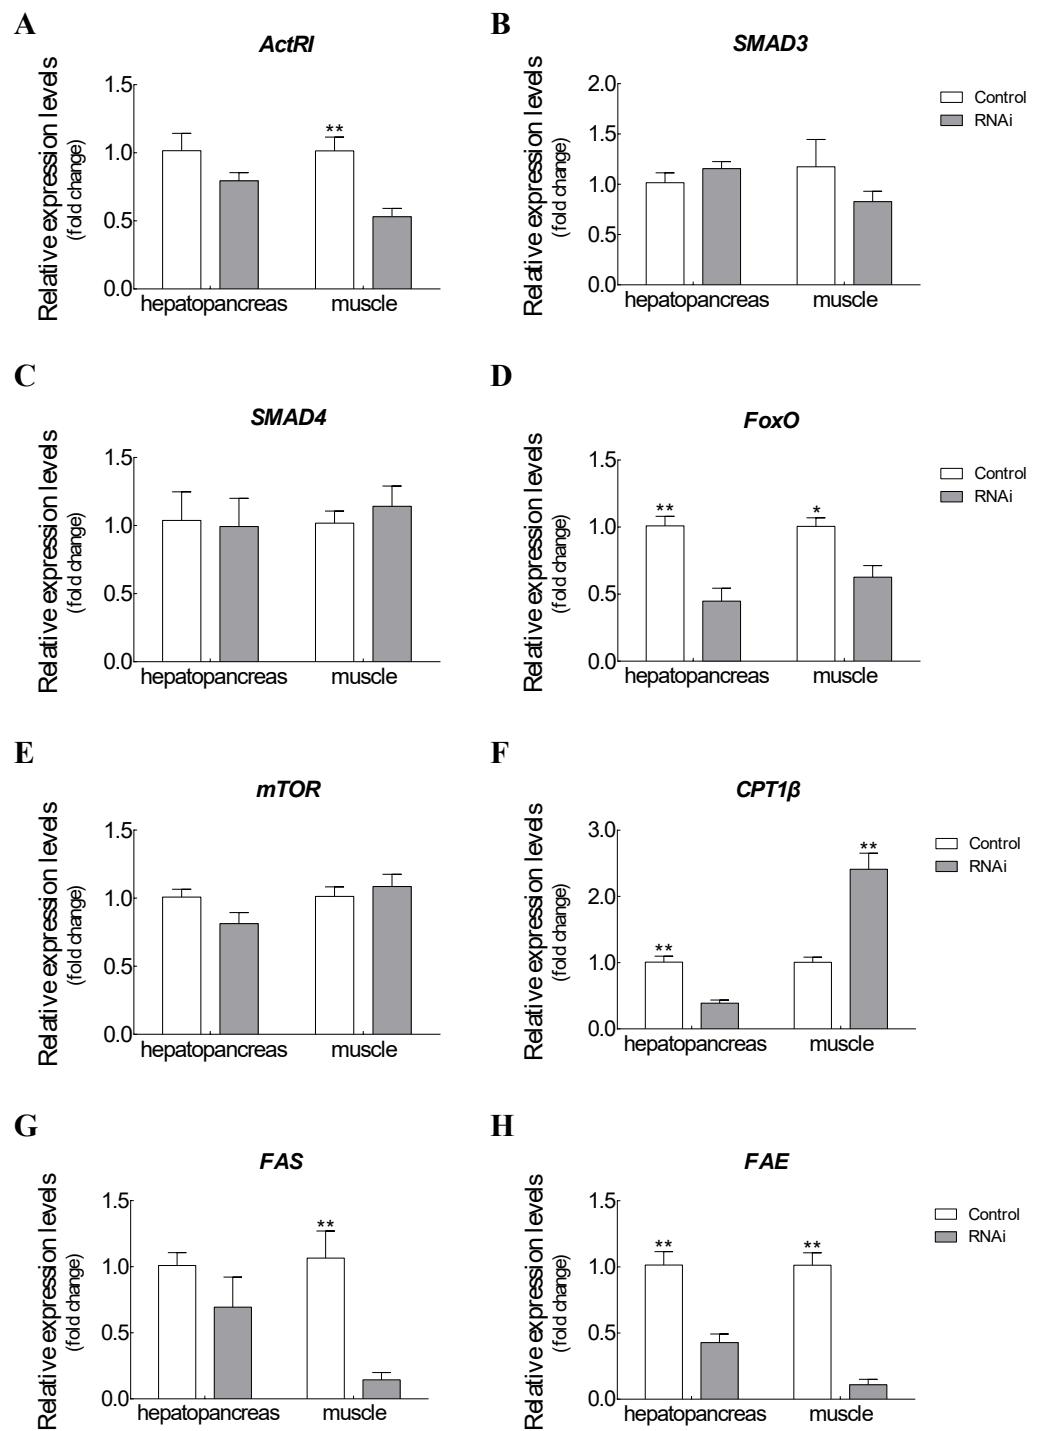 A
ActRI
Relative expression levels
(fold change)
1.5
1.0
0.5
0.0
**
hepatopancreas muscle
B
SMAD3
Relative expression levels
(fold change)
2.0
1.5
1.0
0.5
0.0
hepatopancreas muscle
Control
RNAi
C
SMAD4
Relative expression levels
(fold change)
1.5
1.0
0.5
0.0
hepatopancreas muscle
D
FoxO
Relative expression levels
(fold change)
1.5
1.0
0.5
0.0
** *
hepatopancreas muscle
Control
RNAi
E
mTOR
Relative expression levels
(fold change)
1.5
1.0
0.5
0.0
hepatopancreas muscle
F
CPT1β
Relative expression levels
(fold change)
3.0
2.0
1.0
0.0
** **
hepatopancreas muscle
Control
RNAi
G
FAS
Relative expression levels
(fold change)
1.5
1.0
0.5
0.0
**
hepatopancreas muscle
H
FAE
Relative expression levels
(fold change)
1.5
1.0
0.5
0.0
** **
hepatopancreas muscle
Control
RNAi